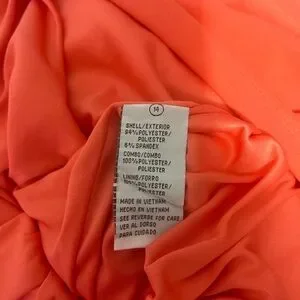 14
SHELL/EXTERIOR
94%POLYESTER/
POLIESTER
6% SPANDEX
COMBO/COMBO
100%POLYESTER/
POLIESTER
LINING/FORRO
100%POLYESTER/
POLIESTER
MADE IN VIETNAM
HECHO EN VIETNAM
SEE REVERSE FOR CARE
VER AL DORSO
PARA CUIDADO